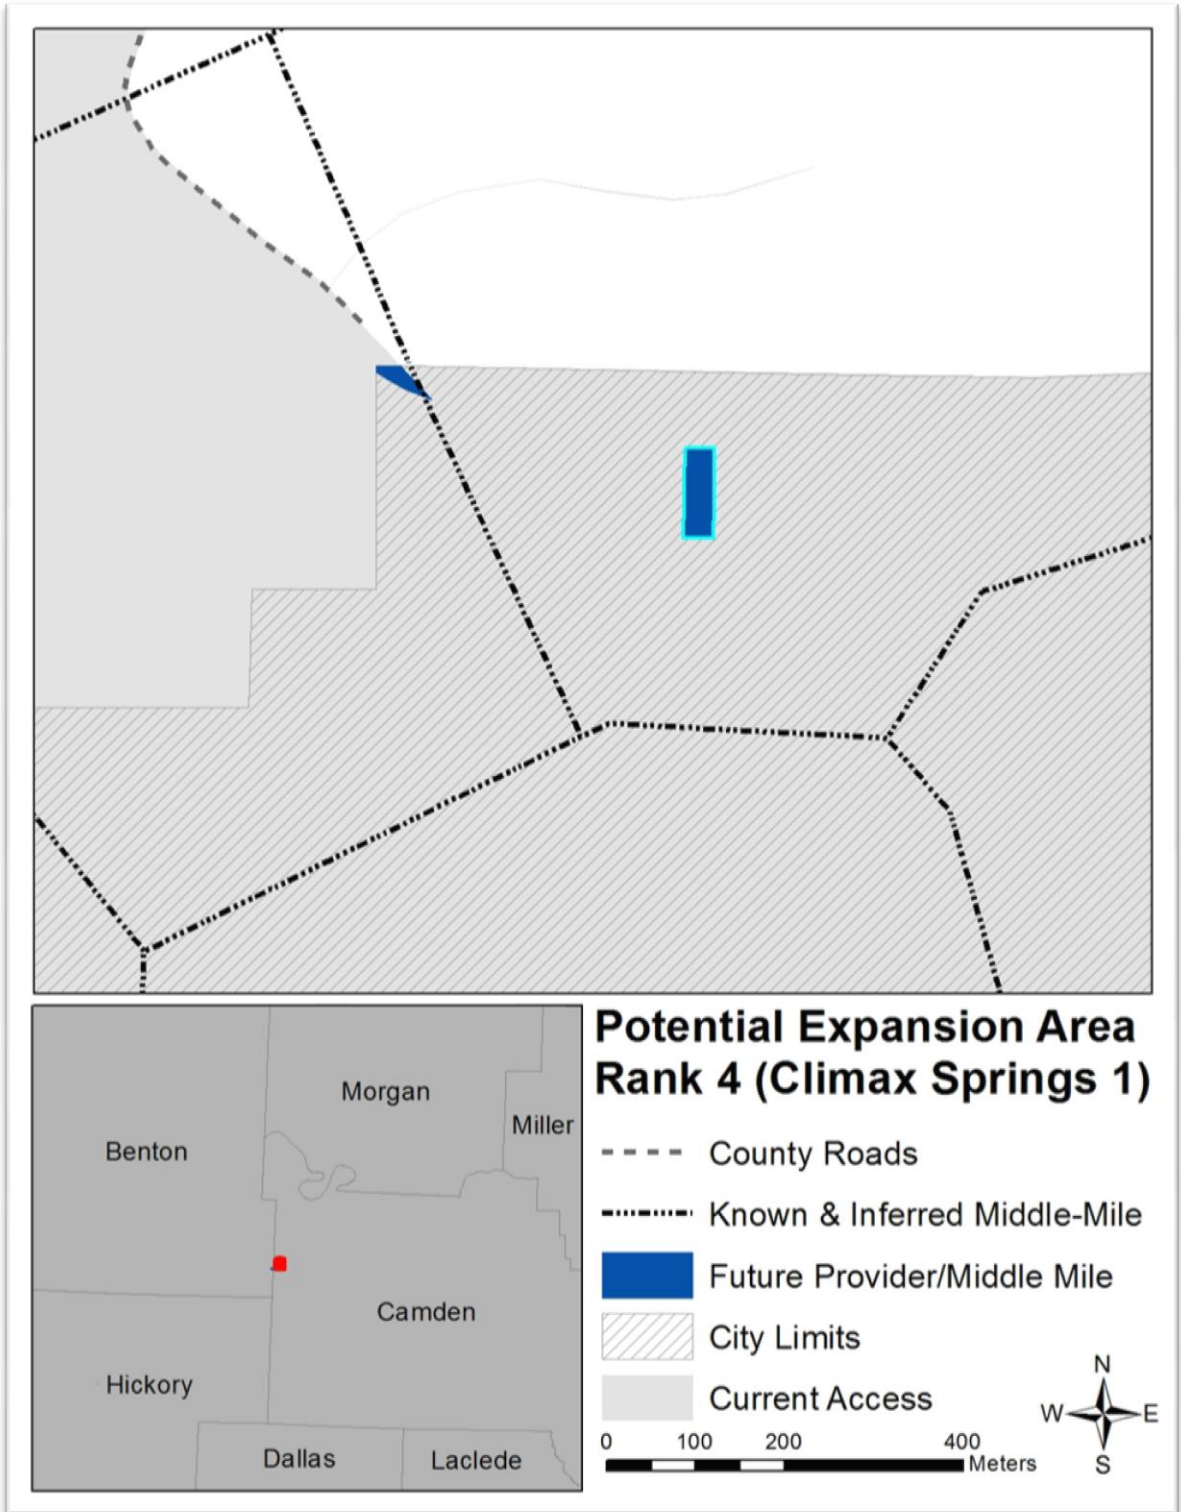 Morgan
Miller
Benton
Camden
Hickory
Dallas
Laclede
Potential Expansion Area
Rank 4 (Climax Springs 1)
County Roads
Known & Inferred Middle-Mile
Future Provider/Middle Mile
City Limits
Current Access
N
W E
S
0 100 200 400
Meters